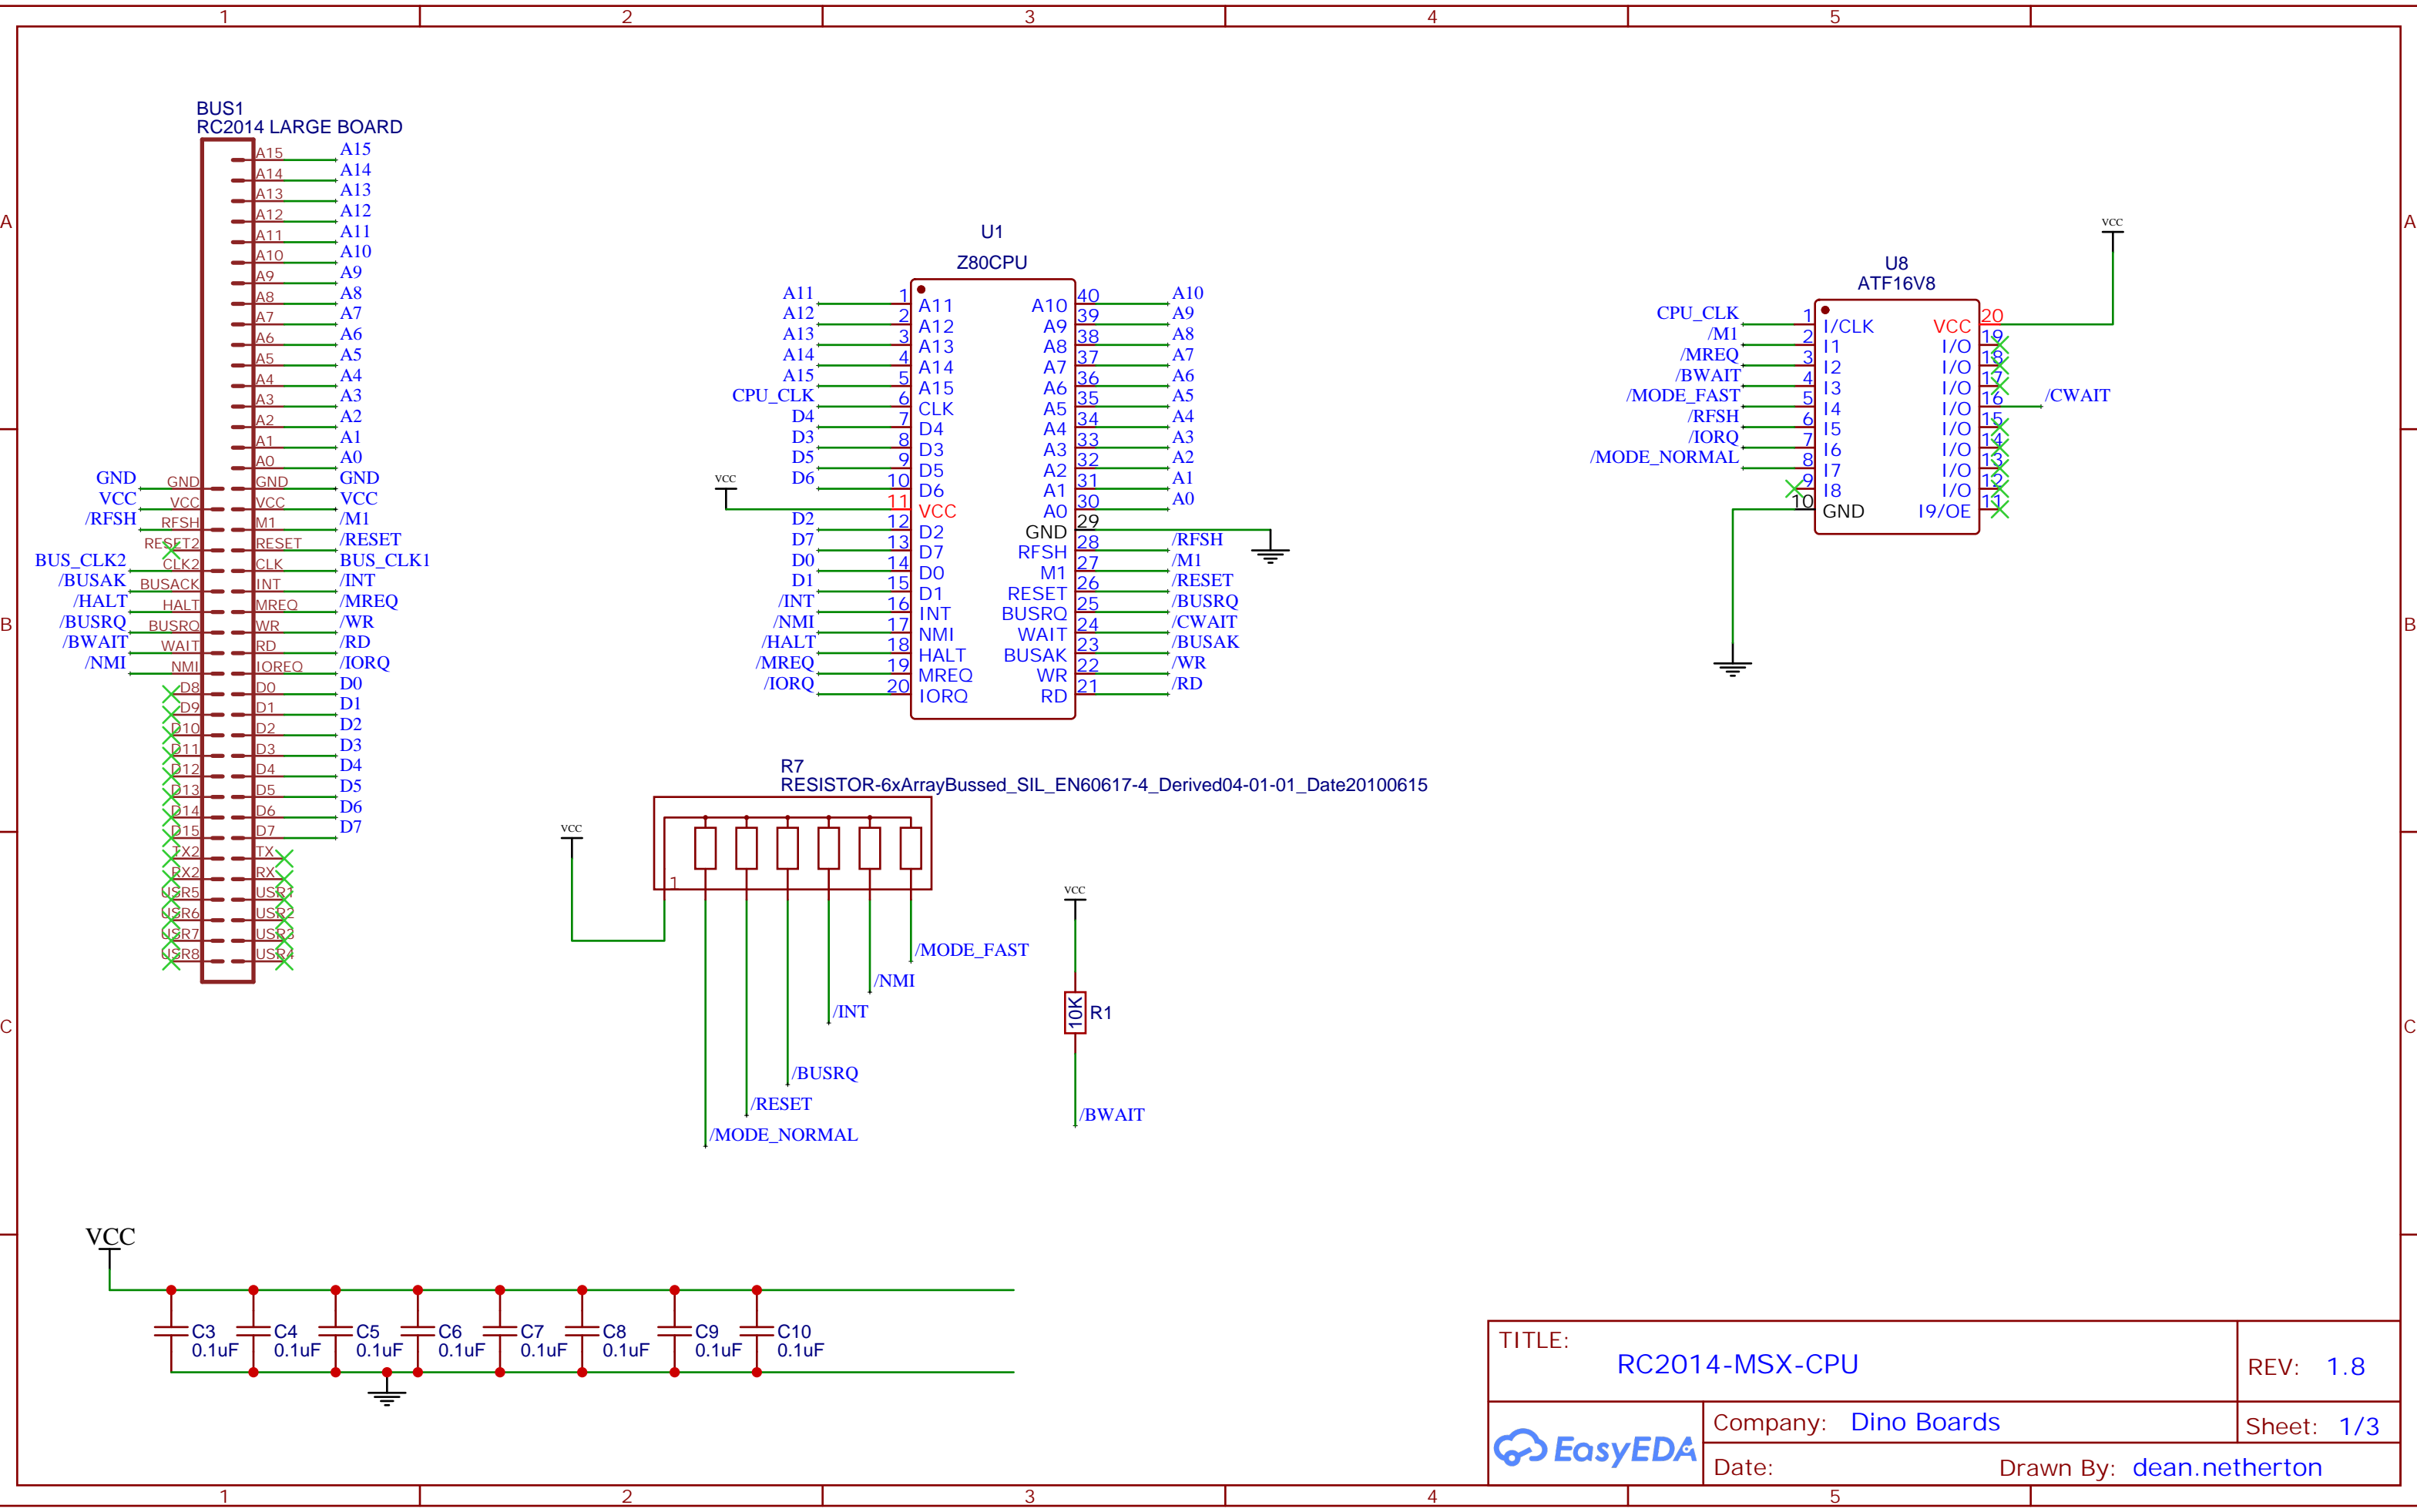 1 2 3 4 5
A
B
C
A
B
C
BUS1
RC2014 LARGE BOARD
A15 A15
A14 A14
A13 A13
A12 A12
A11 A11
A10 A10
A9 A9
A8 A8
A7 A7
A6 A6
A5 A5
A4 A4
A3 A3
A2 A2
A1 A1
A0 A0
GND GND GND GND
VCC VCC VCC VCC
/RFSH RFSH M1 /M1
RESET2 RESET /RESET
BUS_CLK2 CLK2 CLK BUS_CLK1
/BUSAK BUSACK INT /INT
/HALT HALT MREQ /MREQ
/BUSRQ BUSRQ WR /WR
/BWAIT WAIT RD /RD
/NMI NMI IOREQ /IORQ
D8 D0 D0
D9 D1 D1
D10 D2 D2
D11 D3 D3
D12 D4 D4
D13 D5 D5
D14 D6 D6
D15 D7 D7
TX2 TX
RX2 RX
USR5 USR1
USR6 USR2
USR7 USR3
USR8 USR4
U1
Z80CPU
A11 1 A11 A10 40 A10
A12 2 A12 A9 39 A9
A13 3 A13 A8 38 A8
A14 4 A14 A7 37 A7
A15 5 A15 A6 36 A6
CPU_CLK 6 CLK A5 35 A5
D4 7 D4 A4 34 A4
D3 8 D3 A3 33 A3
D5 9 D5 A2 32 A2
D6 10 D6 A1 31 A1
VCC 11 VCC A0 30 A0
D2 12 D2 GND 29
D7 13 D7 RFSH 28 /RFSH
D0 14 D0 M1 27 /M1
D1 15 D1 RESET 26 /RESET
/INT 16 INT BUSRQ 25 /BUSRQ
/NMI 17 NMI WAIT 24 /CWAIT
/HALT 18 HALT BUSAK 23 /BUSAK
/MREQ 19 MREQ WR 22 /WR
/IORQ 20 IORQ RD 21 /RD
U8
ATF16V8
VCC
CPU_CLK 1 I/CLK VCC 20
/M1 2 I1 I/O 19
/MREQ 3 I2 I/O 18
/BWAIT 4 I3 I/O 17
/MODE_FAST 5 I4 I/O 16 /CWAIT
/RFSH 6 I5 I/O 15
/IORQ 7 I6 I/O 14
/MODE_NORMAL 8 I7 I/O 13
9 I8 I/O 12
10 GND I9/OE 11
R7
RESISTOR-6xArrayBussed_SIL_EN60617-4_Derived04-01-01_Date20100615
VCC
1
/MODE_FAST
/NMI
/INT
/BUSRQ
/RESET
/MODE_NORMAL
VCC
10K R1
/BWAIT
VCC
C3 C4 C5 C6 C7 C8 C9 C10
0.1uF 0.1uF 0.1uF 0.1uF 0.1uF 0.1uF 0.1uF 0.1uF
TITLE:
RC2014-MSX-CPU
REV: 1.8
EasyEDA
Company: Dino Boards
Sheet: 1/3
Date:
Drawn By: dean.netherton
1 2 3 4 5